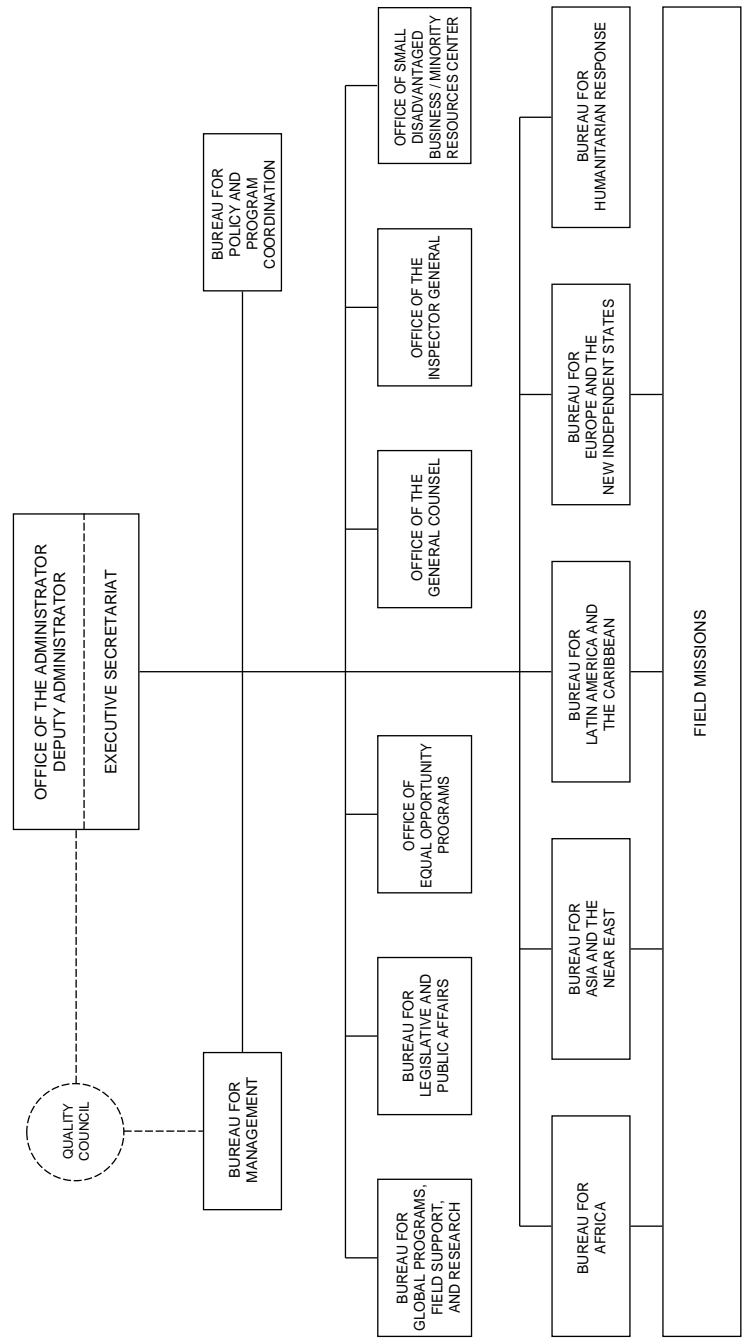 OFFICE OF THE ADMINISTRATOR
DEPUTY ADMINISTRATOR
EXECUTIVE SECRETARIAT
QUALITY
COUNCIL
BUREAU FOR
MANAGEMENT
BUREAU FOR
POLICY AND
PROGRAM
COORDINATION
BUREAU FOR
GLOBAL PROGRAMS,
FIELD SUPPORT,
AND RESEARCH
BUREAU FOR
LEGISLATIVE AND
PUBLIC AFFAIRS
OFFICE OF
EQUAL OPPORTUNITY
PROGRAMS
OFFICE OF THE
GENERAL COUNSEL
OFFICE OF THE
INSPECTOR GENERAL
OFFICE OF SMALL
DISADVANTAGED
BUSINESS / MINORITY
RESOURCES CENTER
BUREAU FOR
AFRICA
BUREAU FOR
ASIA AND THE
NEAR EAST
BUREAU FOR
LATIN AMERICA AND
THE CARIBBEAN
BUREAU FOR
EUROPE AND THE
NEW INDEPENDENT STATES
BUREAU FOR
HUMANITARIAN RESPONSE
FIELD MISSIONS